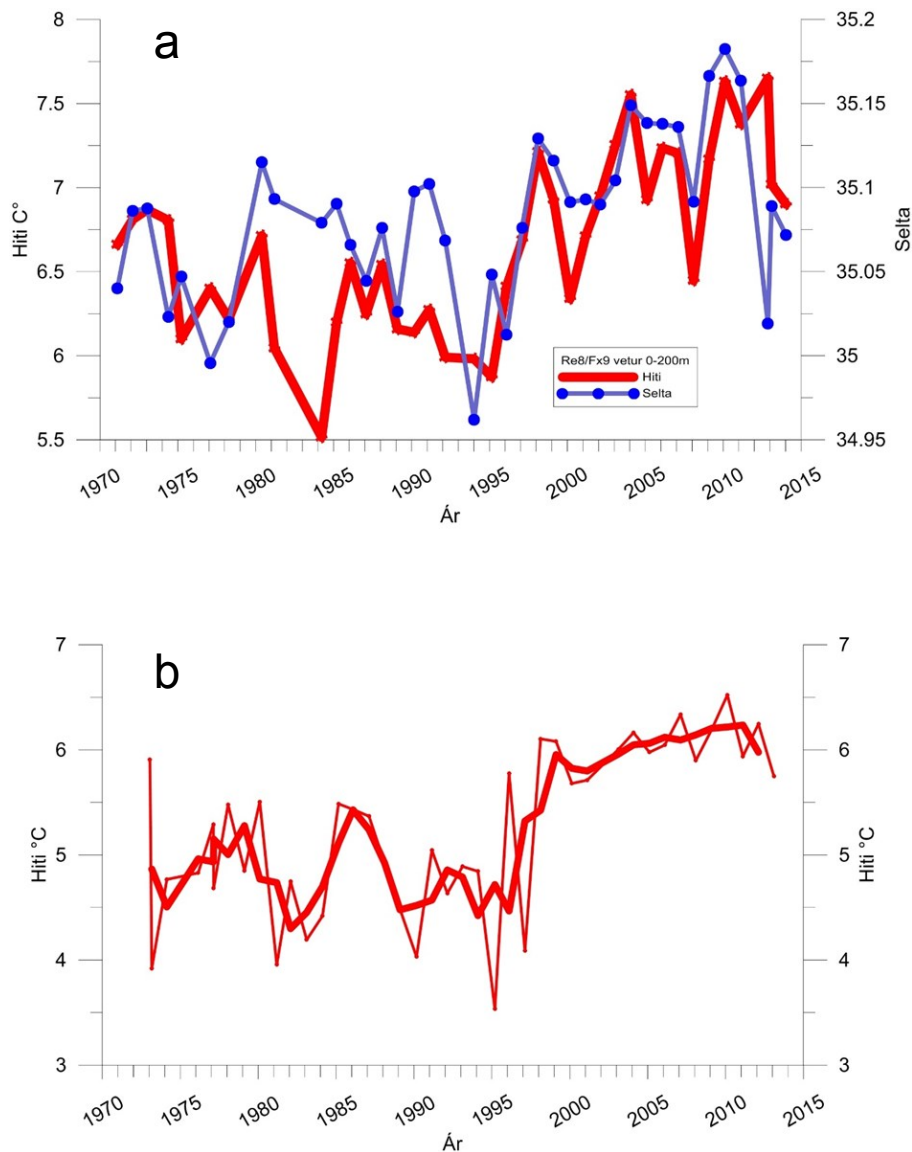 a
8
7.5
7
6.5
6
5.5
Hiti C°
35.2
35.15
35.1
35.05
35
34.95
Selta
Re8/Fx9 vetur 0-200m
Hiti
Selta
1970 1975 1980 1985 1990 1995 2000 2005 2010 2015
Ár
b
7
6
5
4
3
Hiti °C
7
6
5
4
3
Hiti °C
1970 1975 1980 1985 1990 1995 2000 2005 2010 2015
Ár